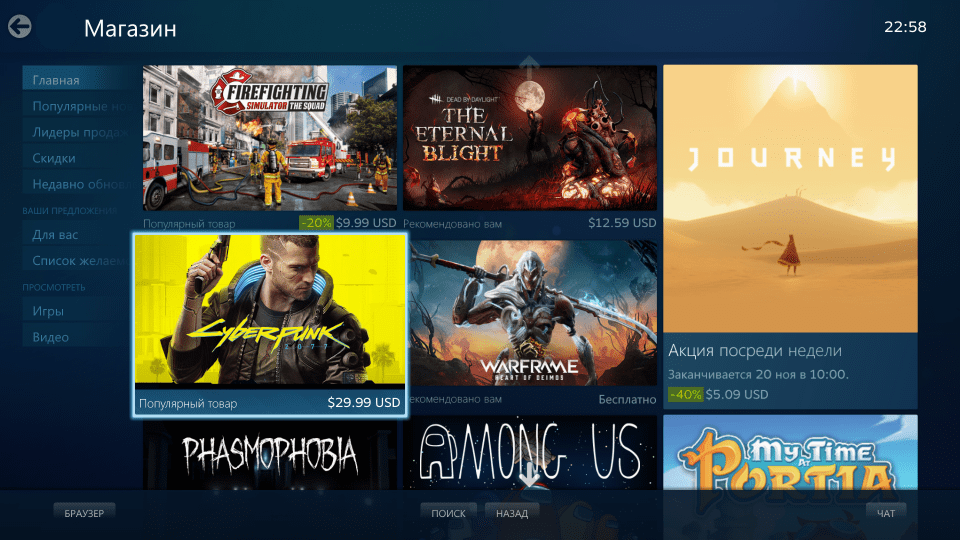 Магазин
22:58
Главная
Популярные но
Лидеры продаж
Скидки
Недавно обновл
ВАШИ ПРЕДЛОЖЕНИЯ
Для вас
Список желаем
ПРОСМОТРЕТЬ
Игры
Видео
FIREFIGHTING
SIMULATOR THE SQUAD
Популярный товар
-20% $9.99 USD
DEAD BY DAYLIGHT
THE
ETERNAL
BLIGHT
Рекомендовано вам
$12.59 USD
JOURNEY
Акция посреди недели
Заканчивается 20 ноя в 10:00.
-40% $5.09 USD
CYBERPUNK
2077
Популярный товар
$29.99 USD
WARFRAME
HEART OF DEIMOS
Рекомендовано вам
Бесплатно
PHASMOPHOBIA
AMONG US
My Time
AT
PORTIA
БРАУЗЕР
ПОИСК
НАЗАД
ЧАТ